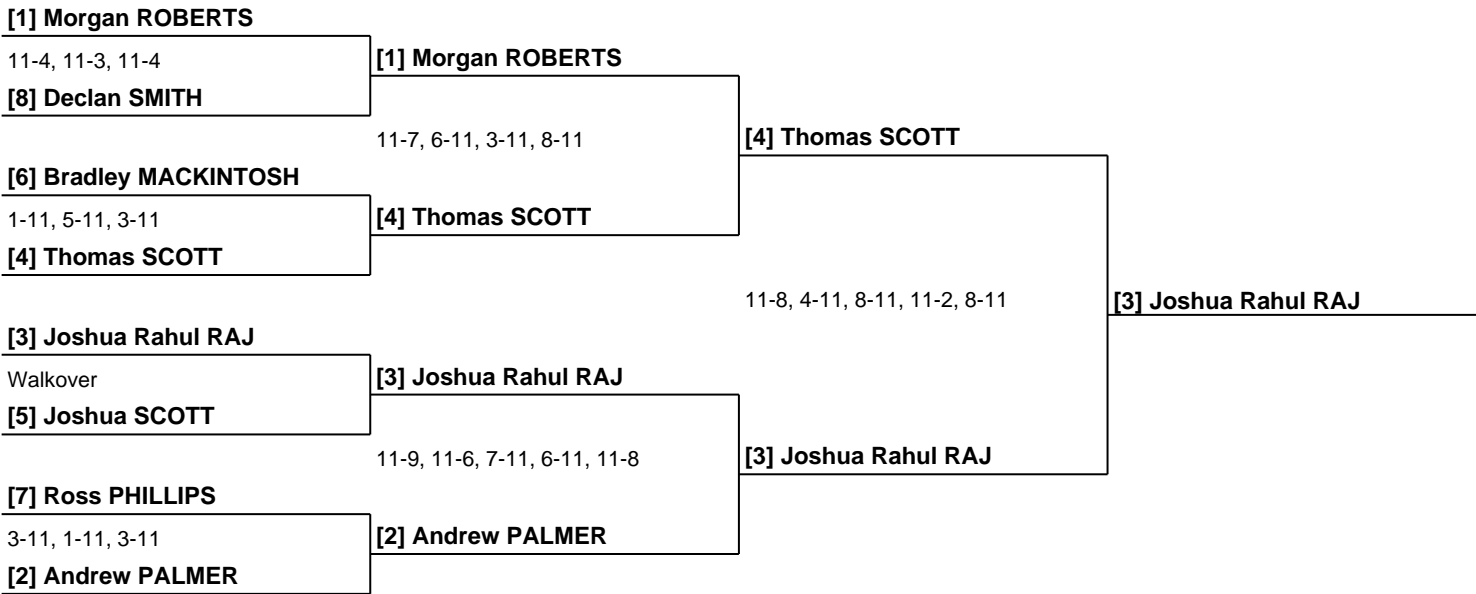 [1] Morgan ROBERTS
11-4, 11-3, 11-4
[8] Declan SMITH
[6] Bradley MACKINTOSH
1-11, 5-11, 3-11
[4] Thomas SCOTT
[3] Joshua Rahul RAJ
Walkover
[5] Joshua SCOTT
[7] Ross PHILLIPS
3-11, 1-11, 3-11
[2] Andrew PALMER
[1] Morgan ROBERTS
11-7, 6-11, 3-11, 8-11
[4] Thomas SCOTT
[3] Joshua Rahul RAJ
11-9, 11-6, 7-11, 6-11, 11-8
[2] Andrew PALMER
[4] Thomas SCOTT
11-8, 4-11, 8-11, 11-2, 8-11
[3] Joshua Rahul RAJ
[3] Joshua Rahul RAJ